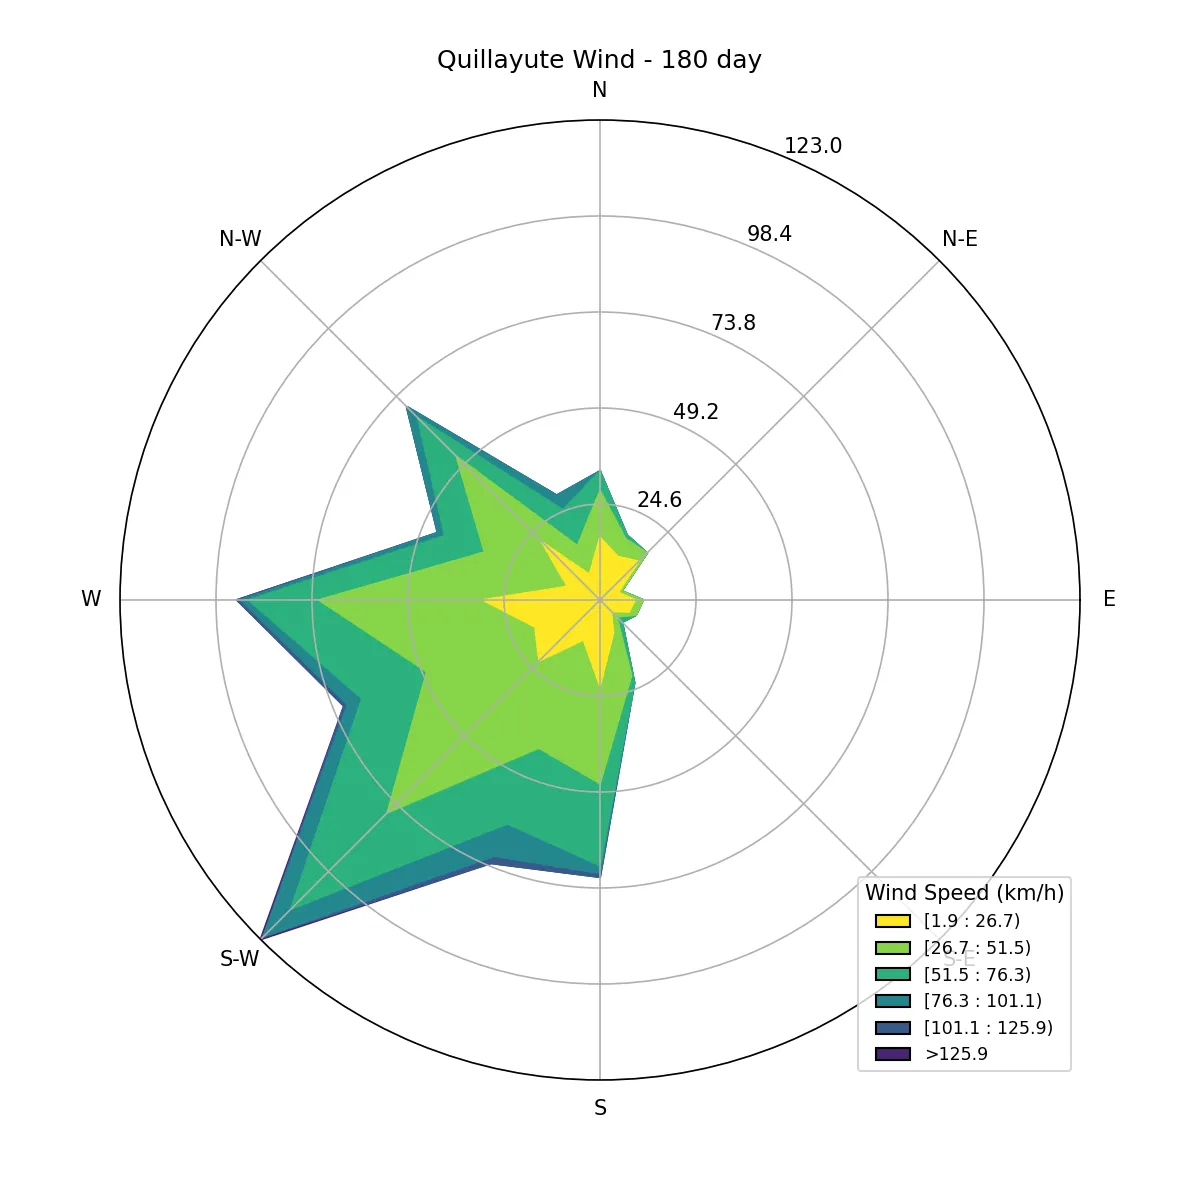 Quillayute Wind - 180 day
N
123.0
N-W
98.4
N-E
73.8
49.2
24.6
W
E
Wind Speed (km/h)
[1.9 : 26.7)
[26.7 : 51.5)
S-W
S-E
[51.5 : 76.3)
[76.3 : 101.1)
[101.1 : 125.9)
>125.9
S